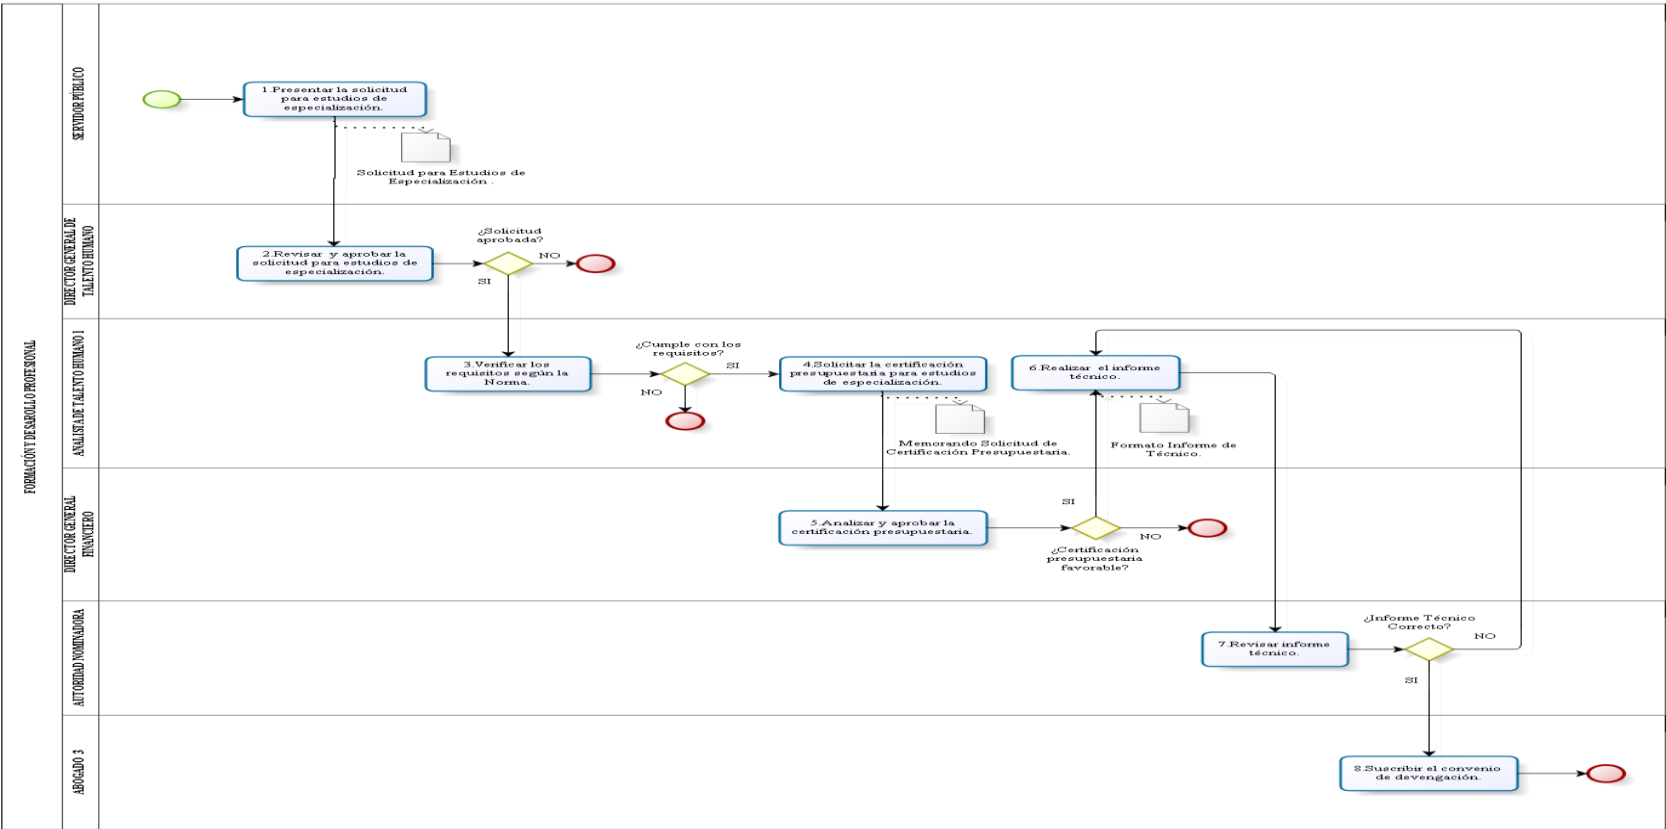 FORMACIÓN Y DESAROLLO PROFESIONAL
SERVIDOR PÚBLICO
1.Presentar la solicitud
para estudios de
especialización.
Solicitud para Estudios de
Especialización .
DIRECTOR GENERAL DE
TALENTO HUMANO
2.Revisar y aprobar la
solicitud para estudios de
especialización.
¿Solicitud
aprobada?
NO
SI
ANALISTA DE TALENTO HUMANO 1
3.Verificar los
requisitos según la
Norma.
¿Cumple con los
requisitos?
SI
NO
4.Solicitar la certificación
presupuestaria para estudios
de especialización.
Memorando Solicitud de
Certificación Presupuestaria.
6.Realizar el informe
técnico.
Formato Informe de
Técnico.
DIRECTOR GENERAL
FINANCIERO
5.Analizar y aprobar la
certificación presupuestaria.
SI
NO
¿Certificación
presupuestaria
favorable?
AUTORIDAD NOMINADORA
7.Revisar informe
técnico.
¿Informe Técnico
Correcto?
NO
SI
ABOGADO 3
8.Suscribir el convenio
de devengación.